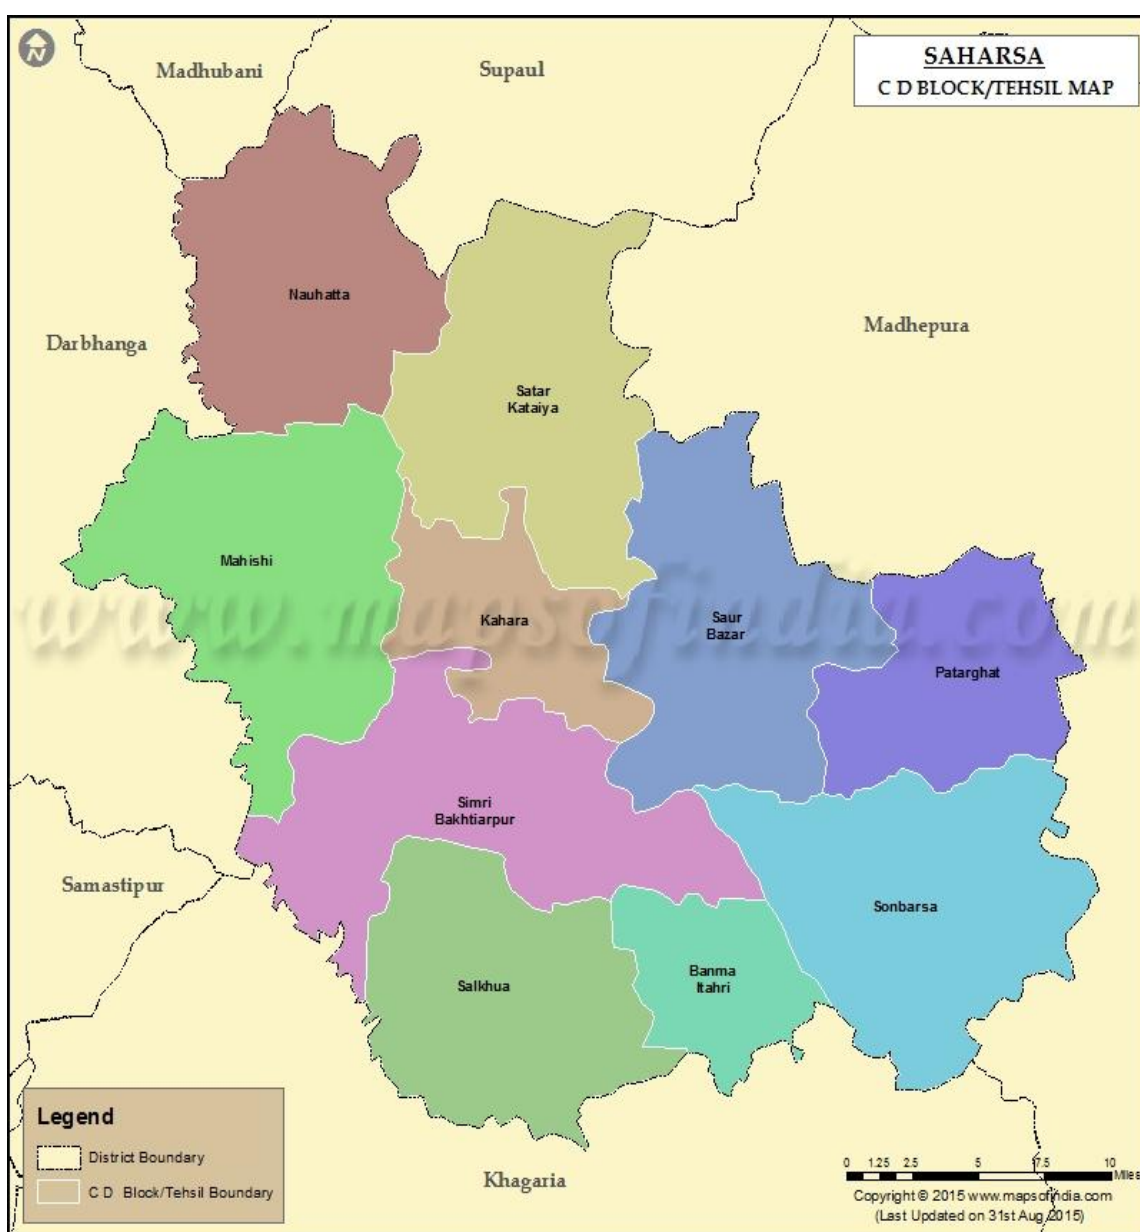 N
SAHARSA
C D BLOCK/TEHSIL MAP
Madhubani
Supaul
Nauhatta
Madhepura
Darbhanga
Satar
Kataiya
Mahishi
www.mapsofindia.com
Kahara
Saur
Bazar
Patarghat
Simri
Bakhtiarpur
Samastipur
Sonbarsa
Salkhua
Banma
Itahri
Legend
District Boundary
C D Block/Tehsil Boundary
Khagaria
0 1.25 2.5 5 7.5 10
Miles
Copyright © 2015 www.mapsofindia.com
(Last Updated on 31st Aug 2015)